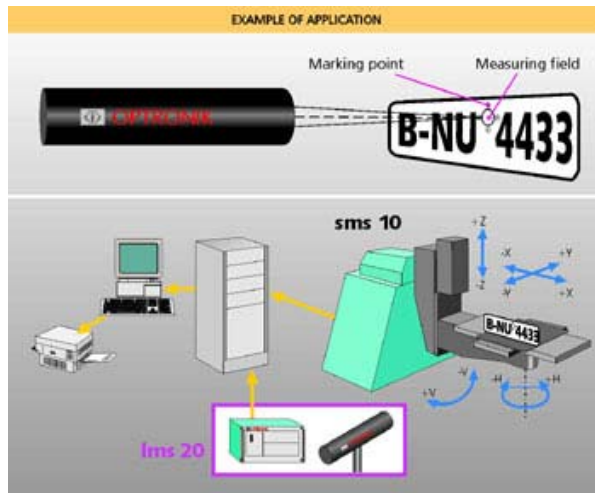 EXAMPLE OF APPLICATION
Marking point
Measuring field
OPTRONIK
B-NU 4433
sms 10
+Z
-X
+Y
-Z
-Y
+X
B-NU 4433
-V
-H
+H
+V
lms 20